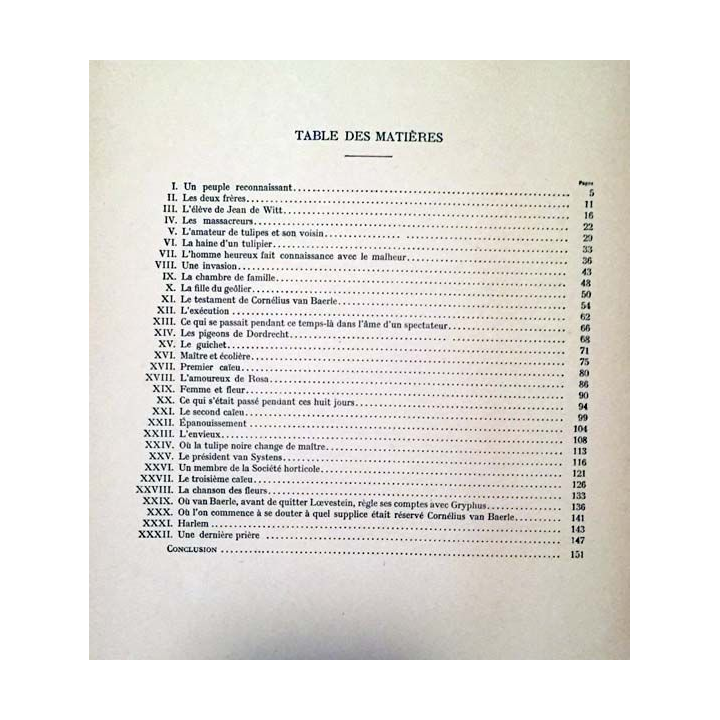 TABLE DES MATIÈRES
Pages
I. Un peuple reconnaissant 5
II. Les deux frères 11
III. L'élève de Jean de Witt 16
IV. Les massacreurs 22
V. L'amateur de tulipes et son voisin 29
VI. La haine d'un tulipier 33
VII. L'homme heureux fait connaissance avec le malheur 36
VIII. Une invasion 43
IX. La chambre de famille 48
X. La fille du geôlier 50
XI. Le testament de Cornélius van Baerle 54
XII. L'exécution 62
XIII. Ce qui se passait pendant ce temps-là dans l'âme d'un spectateur 66
XIV. Les pigeons de Dordrecht 68
XV. Le guichet 71
XVI. Maître et écolière 75
XVII. Premier caïeu 80
XVIII. L'amoureux de Rosa 86
XIX. Femme et fleur 90
XX. Ce qui s'était passé pendant ces huit jours 94
XXI. Le second caïeu 99
XXII. Épanouissement 104
XXIII. L'envieux 108
XXIV. Où la tulipe noire change de maître 113
XXV. Le président van Systens 116
XXVI. Un membre de la Société horticole 121
XXVII. Le troisième caïeu 126
XXVIII. La chanson des fleurs 133
XXIX. Où van Baerle, avant de quitter Lœvestein, règle ses comptes avec Gryphus 136
XXX. Où l'on commence à se douter à quel supplice était réservé Cornélius van Baerle 141
XXXI. Harlem 143
XXXII. Une dernière prière 147
CONCLUSION 151